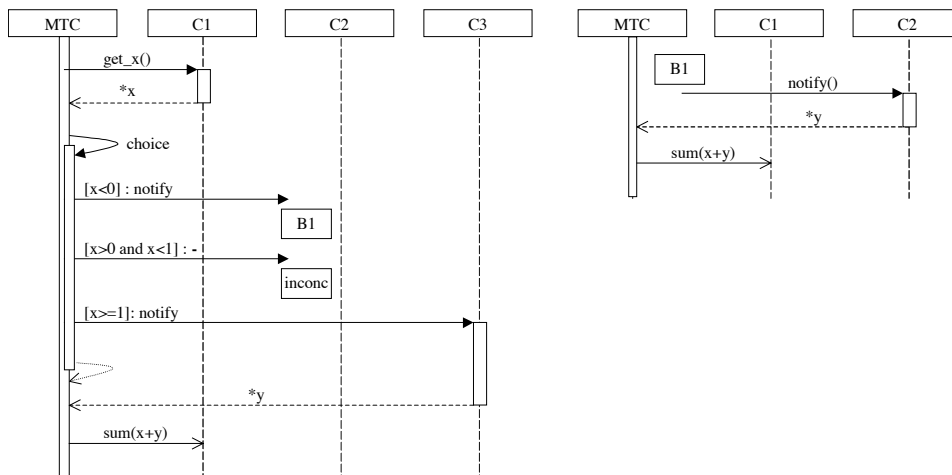 MTC C1 C2 C3
get_x()
*x
choice
[x<0] : notify
B1
[x>0 and x<1] : -
inconc
[x>=1]: notify
*y
sum(x+y)
MTC C1 C2
B1
notify()
*y
sum(x+y)